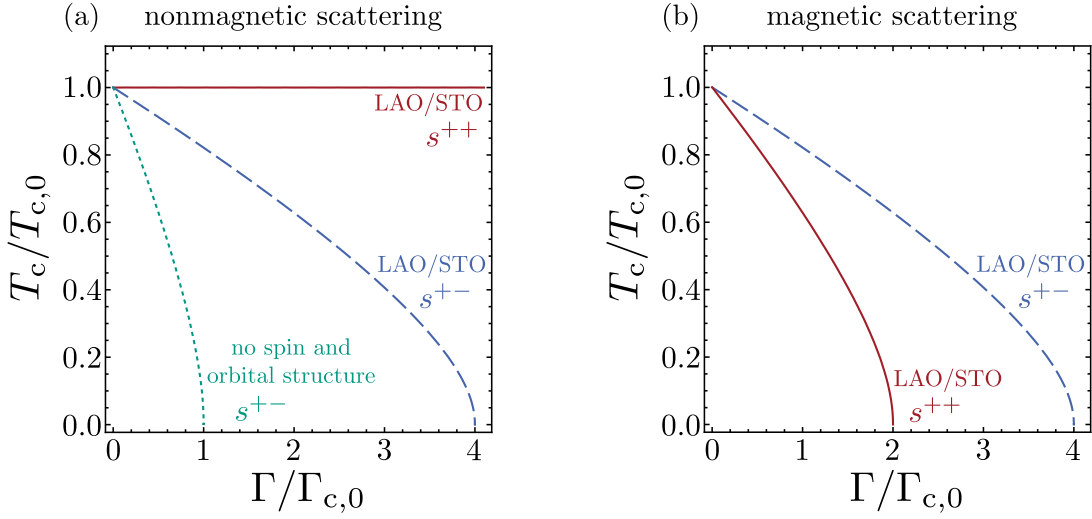 (a) nonmagnetic scattering
1.0
0.8
0.6
0.4
0.2
0.0
T_c/T_{c,0}
LAO/STO
s^{++}
LAO/STO
s^{+-}
no spin and
orbital structure
s^{+-}
0 1 2 3 4
Γ/Γ_{c,0}
(b) magnetic scattering
1.0
0.8
0.6
0.4
0.2
0.0
T_c/T_{c,0}
LAO/STO
s^{+-}
LAO/STO
s^{++}
0 1 2 3 4
Γ/Γ_{c,0}